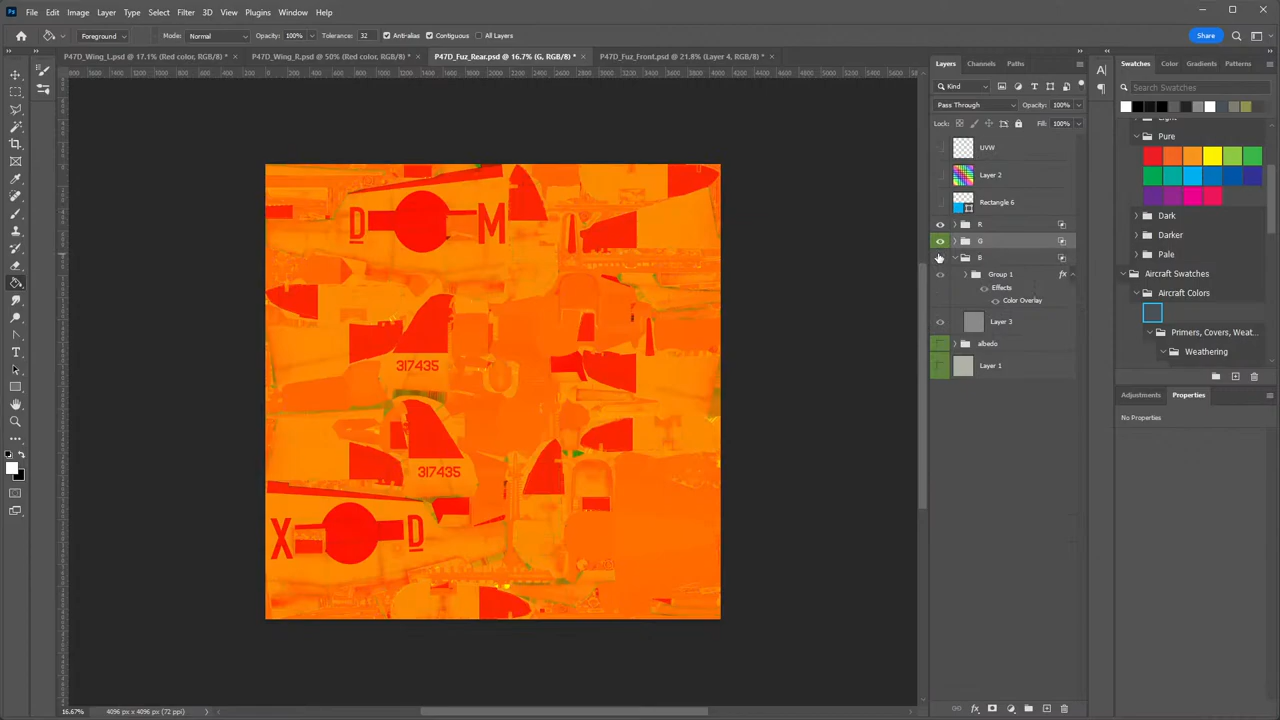 Ps File Edit Image Layer Type Select Filter 3D View Plugins Window Help
Foreground Mode: Normal Opacity: 100% Tolerance: 32 Anti-alias Contiguous All Layers Share
P47D_Wing_L.psd @ 17.1% (Red color, RGB/8) * × P47D_Wing_R.psd @ 50% (Red color, RGB/8) * × P47D_Fuz_Rear.psd @ 16.7% (G, RGB/8) * × P47D_Fuz_Front.psd @ 21.8% (Layer 4, RGB/8) * ×
Layers Channels Paths
Kind
Pass Through Opacity: 100%
Lock: Fill: 100%
UVW
Layer 2
Rectangle 6
R
G
B
Group 1 fx
Effects
Color Overlay
Layer 3
albedo
Layer 1
Swatches Color Gradients Patterns
Search Swatches
Light
Pure
Dark
Darker
Pale
Aircraft Swatches
Aircraft Colors
Primers, Covers, Weat...
Weathering
Adjustments Properties
No Properties
D M
317435
317435
X D
16.67% 4096 px x 4096 px (72 ppi)